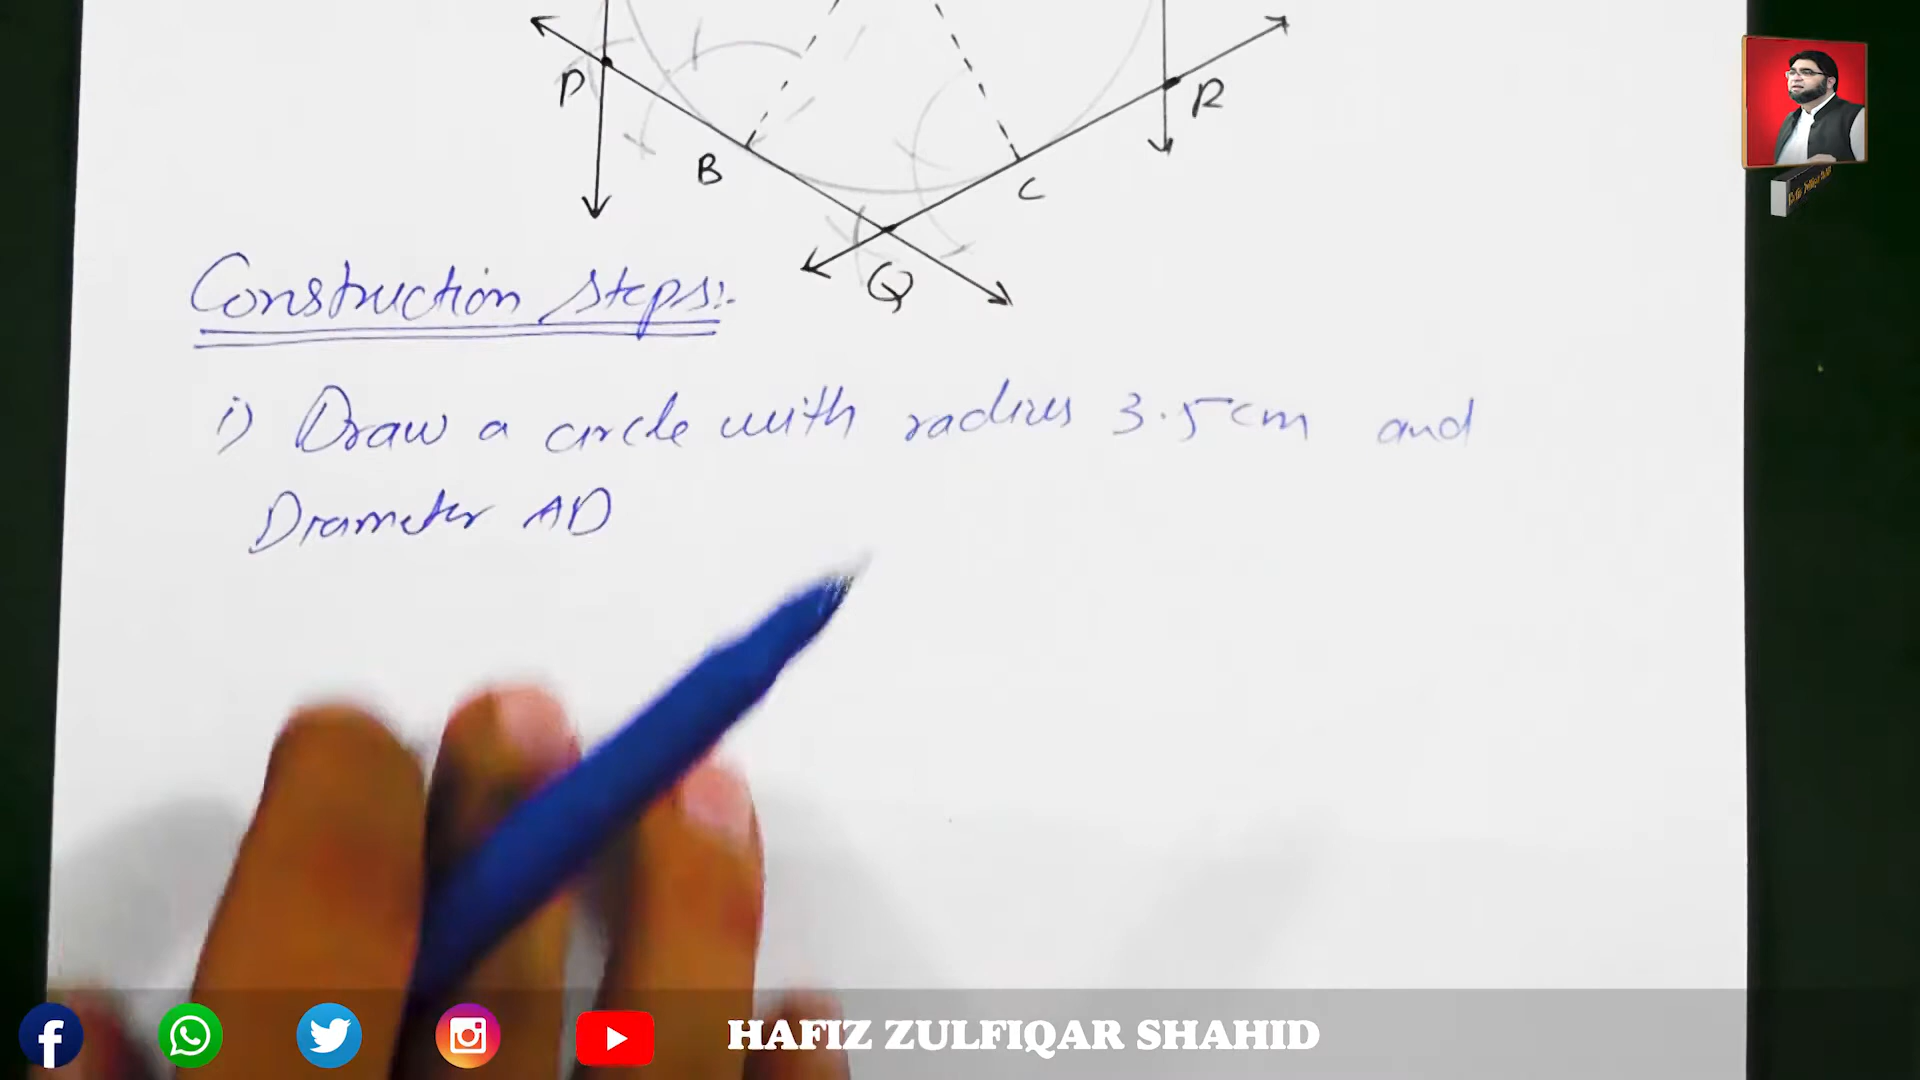 P
R
B
C
Q
Construction Steps:-
i) Draw a circle with radius 3.5cm and
Diameter AD
HAFIZ ZULFIQAR SHAHID